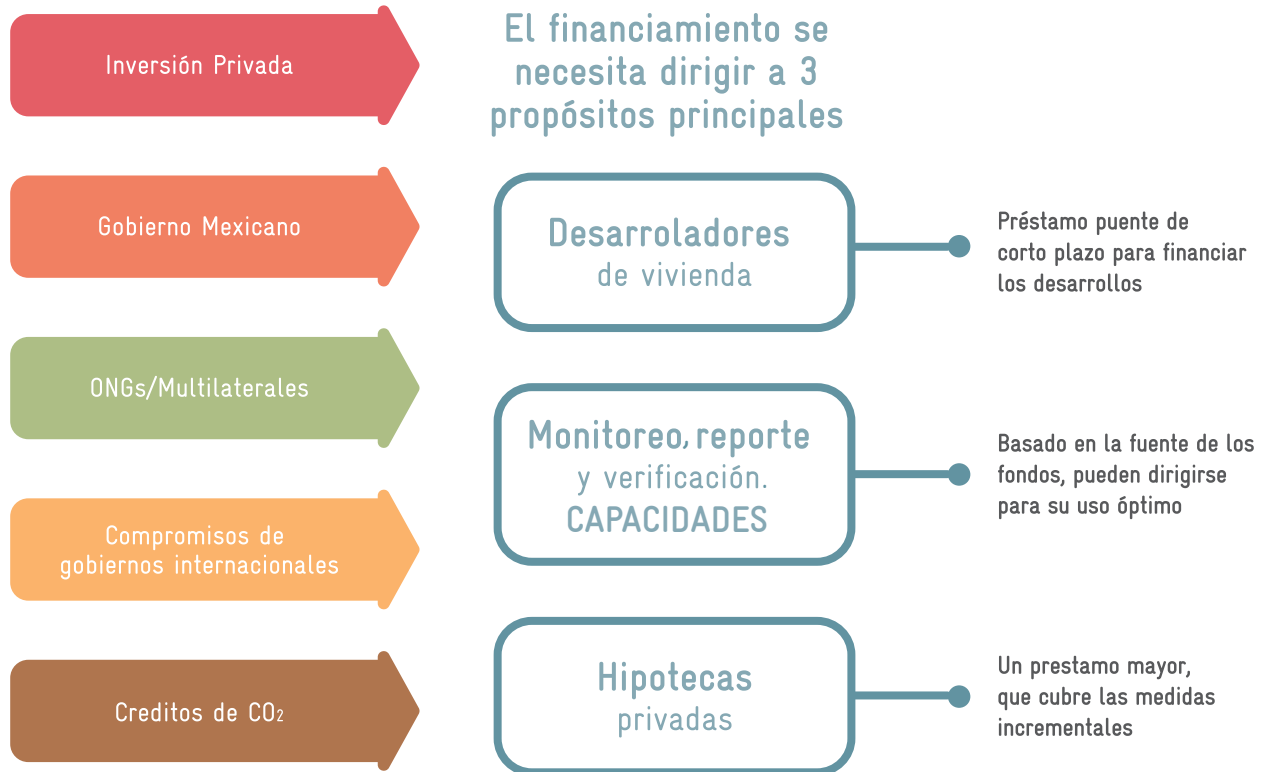 Inversión Privada
Gobierno Mexicano
ONGs/Multilaterales
Compromisos de
gobiernos internacionales
Creditos de CO₂
El financiamiento se
necesita dirigir a 3
propósitos principales
Desarroladores
de vivienda
Préstamo puente de
corto plazo para financiar
los desarrollos
Monitoreo, reporte
y verificación.
CAPACIDADES
Basado en la fuente de los
fondos, pueden dirigirse
para su uso óptimo
Hipotecas
privadas
Un prestamo mayor,
que cubre las medidas
incrementales